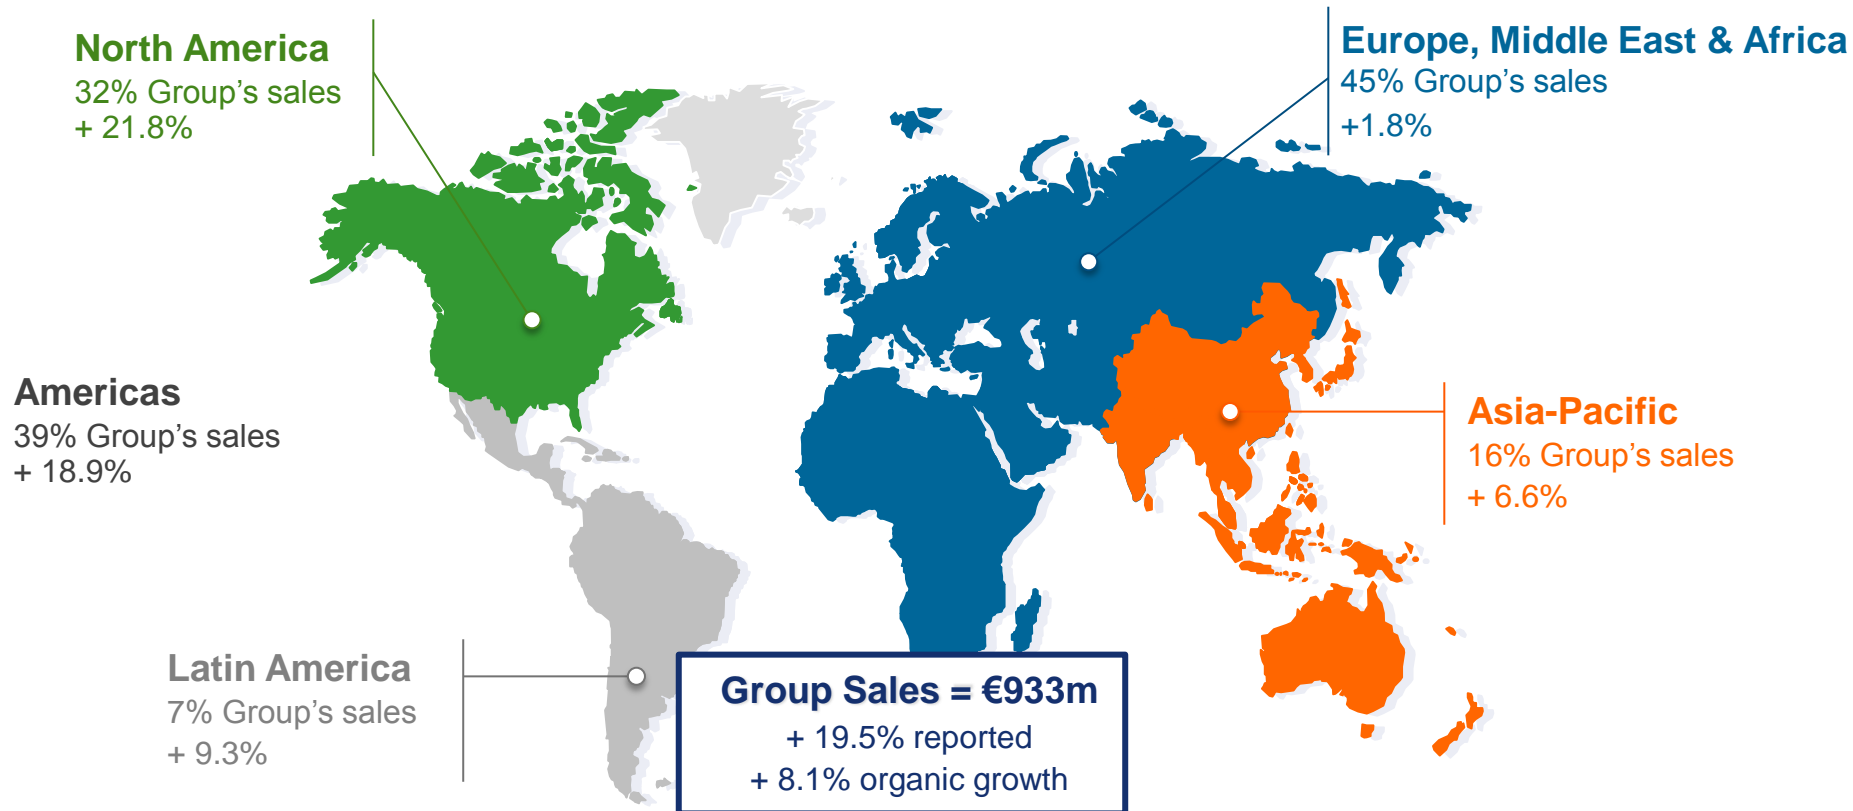 North America
32% Group's sales
+ 21.8%
Europe, Middle East & Africa
45% Group's sales
+1.8%
Americas
39% Group's sales
+ 18.9%
Asia-Pacific
16% Group's sales
+ 6.6%
Latin America
7% Group's sales
+ 9.3%
Group Sales = €933m
+ 19.5% reported
+ 8.1% organic growth